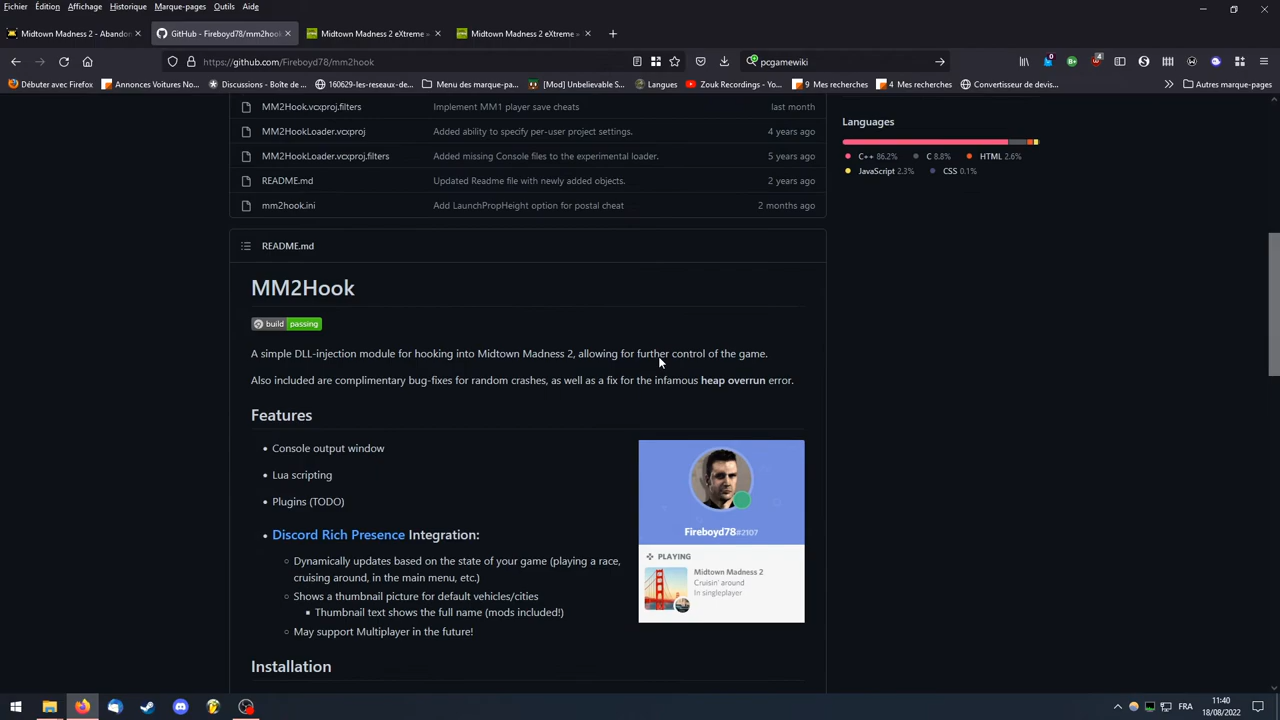 Fichier Édition Affichage Historique Marque-pages Outils Aide
Midtown Madness 2 - Abandon
GitHub - Fireboyd78/mm2hook
Midtown Madness 2 eXtreme
Midtown Madness 2 eXtreme
https://github.com/Fireboyd78/mm2hook
pcgamewiki
Débuter avec Firefox
Annonces Voitures No...
Discussions - Boîte de...
160629-les-reseaux-de...
Menu des marque-pa...
[Mod] Unbelievable S...
Langues
Zouk Recordings - Yo...
9 Mes recherches
4 Mes recherches
Convertisseur de devis...
Autres marque-pages
MM2Hook.vcxproj.filters Implement MM1 player save cheats last month
MM2HookLoader.vcxproj Added ability to specify per-user project settings. 4 years ago
MM2HookLoader.vcxproj.filters Added missing Console files to the experimental loader. 5 years ago
README.md Updated Readme file with newly added objects. 2 years ago
mm2hook.ini Add LaunchPropHeight option for postal cheat 2 months ago
Languages
C++ 86.2% C 8.8% HTML 2.6%
JavaScript 2.3% CSS 0.1%
README.md
MM2Hook
build passing
A simple DLL-injection module for hooking into Midtown Madness 2, allowing for further control of the game.
Also included are complimentary bug-fixes for random crashes, as well as a fix for the infamous heap overrun error.
Features
Console output window
Lua scripting
Plugins (TODO)
Discord Rich Presence Integration:
Dynamically updates based on the state of your game (playing a race,
cruising around, in the main menu, etc.)
Shows a thumbnail picture for default vehicles/cities
Thumbnail text shows the full name (mods included!)
May support Multiplayer in the future!
Fireboyd78#2107
PLAYING
Midtown Madness 2
Cruisin' around
In singleplayer
Installation
FRA
11:40
18/08/2022